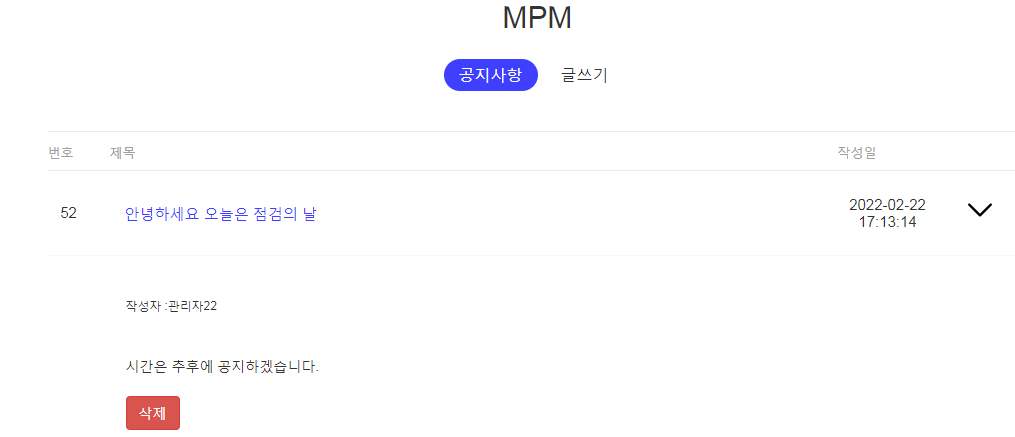 MPM
공지사항 글쓰기
번호 제목 작성일
52 안녕하세요 오늘은 점검의 날 2022-02-22
17:13:14
작성자 :관리자22
시간은 추후에 공지하겠습니다.
삭제